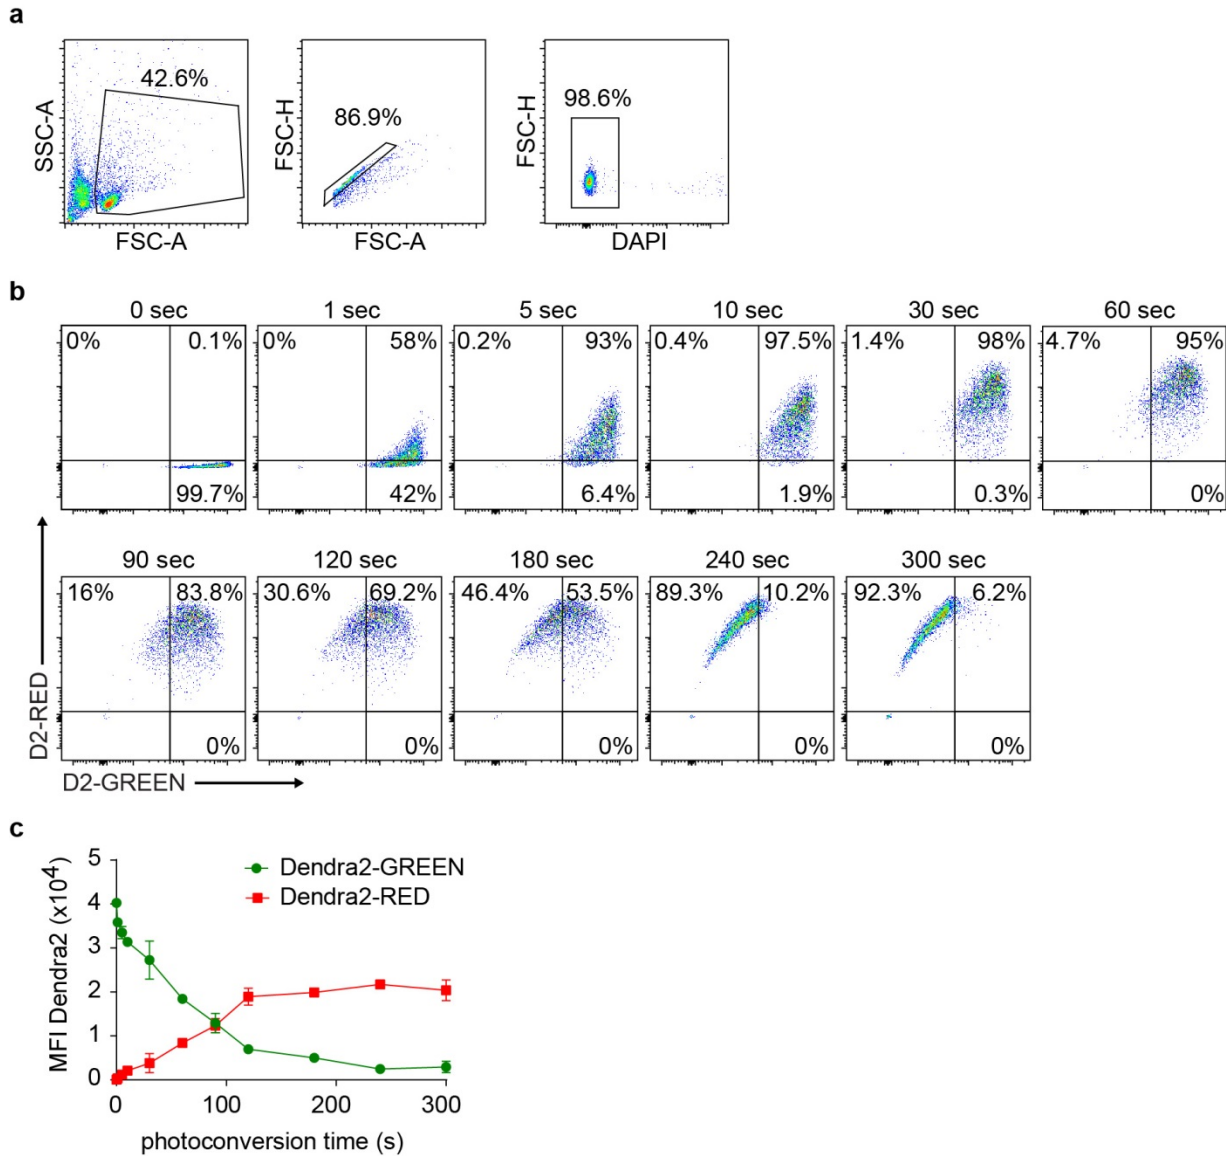 a
42.6%
86.9%
98.6%
SSC-A
FSC-H
FSC-H
FSC-A
FSC-A
DAPI
b
0 sec
1 sec
5 sec
10 sec
30 sec
60 sec
0%
0.1%
0%
58%
0.2%
93%
0.4%
97.5%
1.4%
98%
4.7%
95%
99.7%
42%
6.4%
1.9%
0.3%
0%
90 sec
120 sec
180 sec
240 sec
300 sec
16%
83.8%
30.6%
69.2%
46.4%
53.5%
89.3%
10.2%
92.3%
6.2%
0%
0%
0%
0%
0%
D2-RED
D2-GREEN
c
Dendra2-GREEN
Dendra2-RED
MFI Dendra2 (x10⁴)
5
4
3
2
1
0
0
100
200
300
photoconversion time (s)